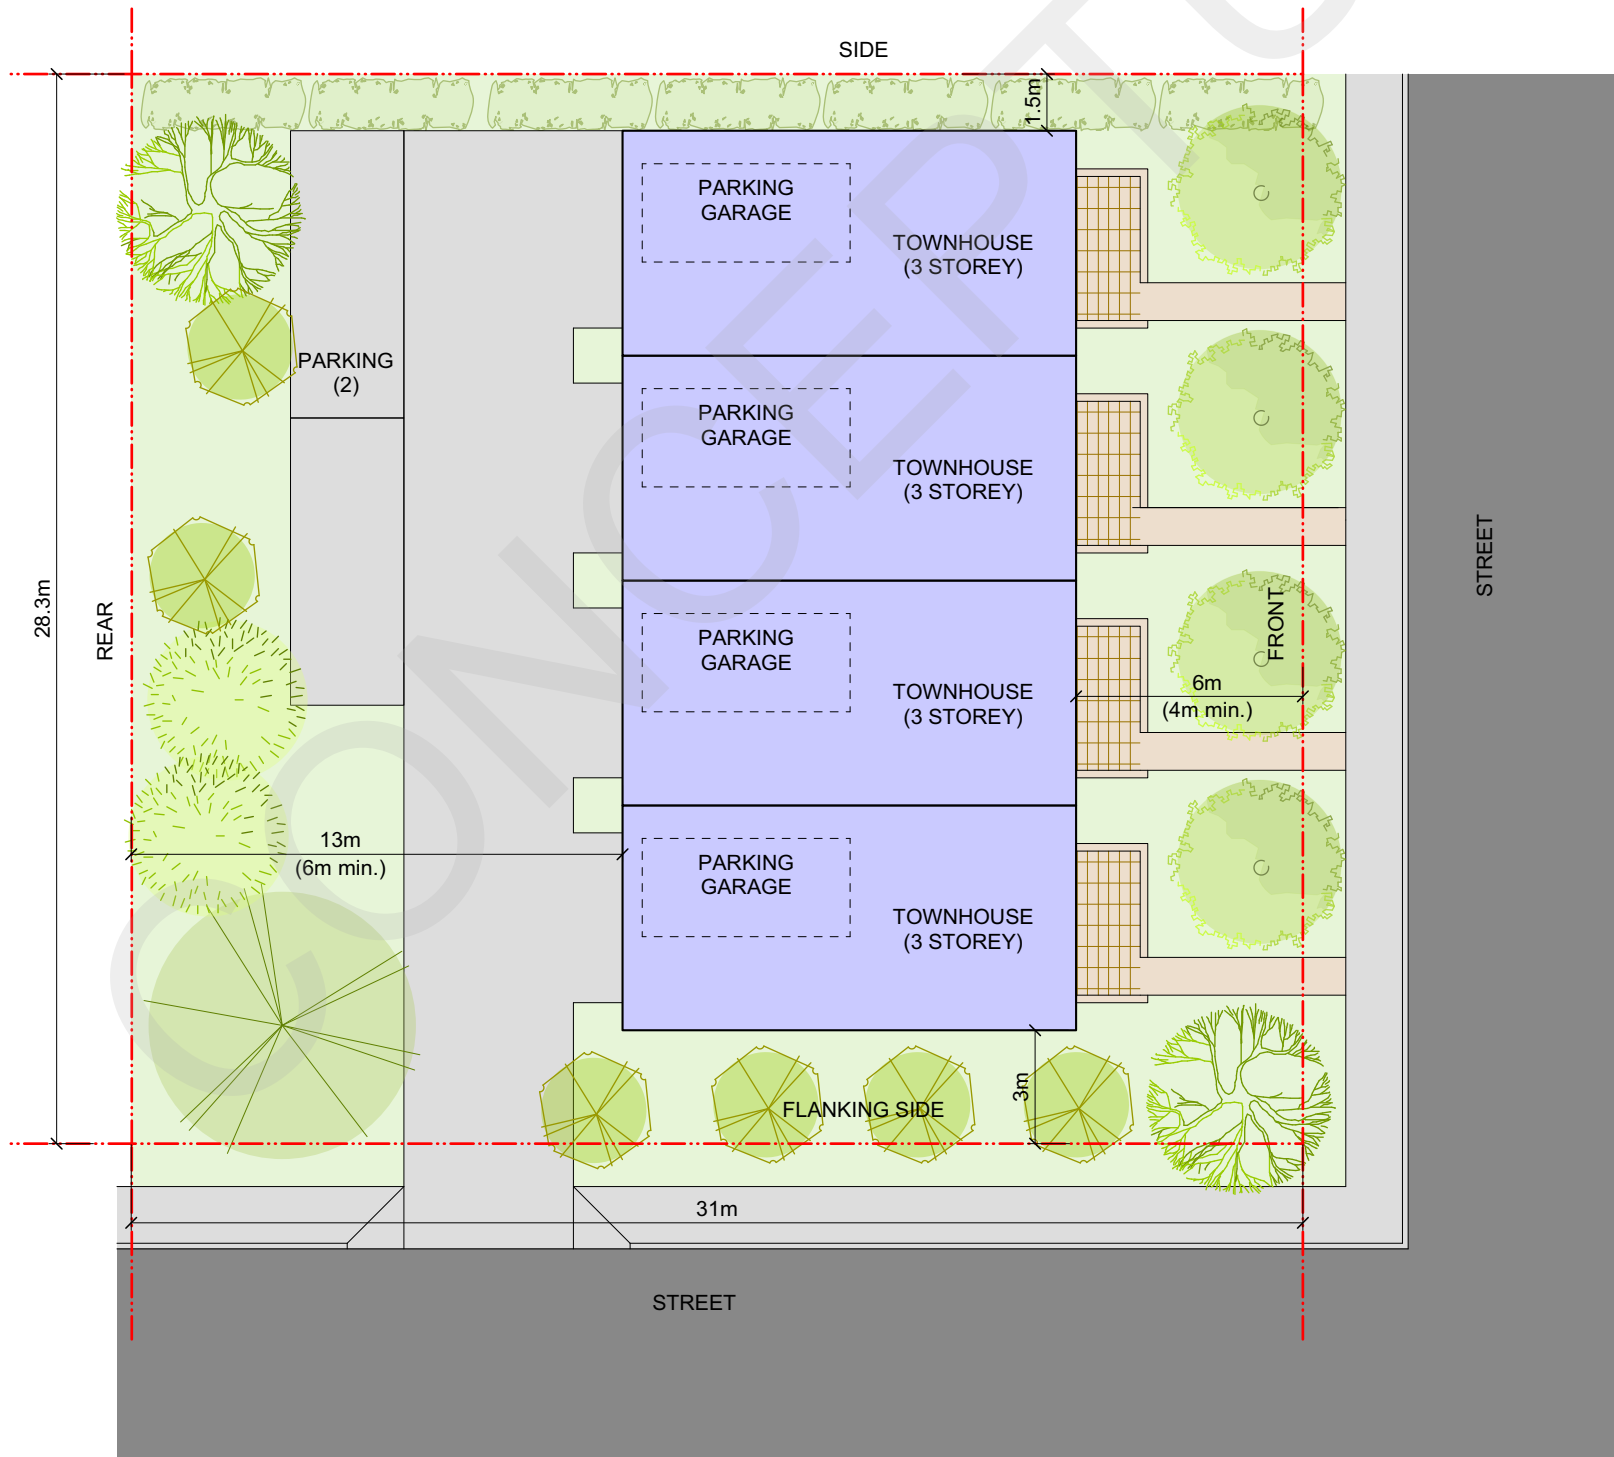 SIDE
1.5m
PARKING
GARAGE
TOWNHOUSE
(3 STOREY)
PARKING
(2)
PARKING
GARAGE
TOWNHOUSE
(3 STOREY)
STREET
28.3m
REAR
FRONT
PARKING
GARAGE
TOWNHOUSE
(3 STOREY)
6m
(4m min.)
13m
(6m min.)
PARKING
GARAGE
TOWNHOUSE
(3 STOREY)
3m
FLANKING SIDE
31m
STREET